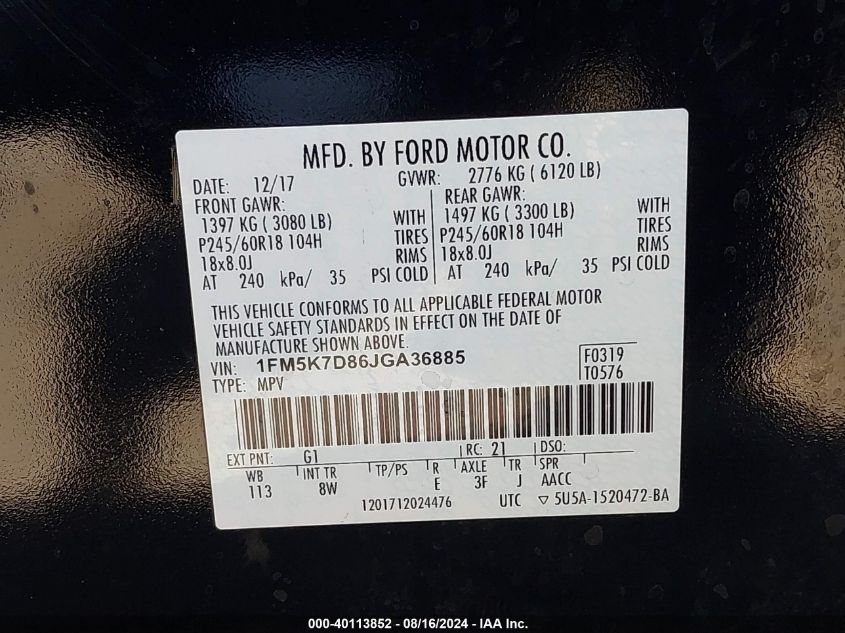 MFD. BY FORD MOTOR CO.
DATE: 12/17 GVWR: 2776 KG ( 6120 LB)
FRONT GAWR: REAR GAWR:
1397 KG ( 3080 LB) WITH 1497 KG ( 3300 LB) WITH
P245/60R18 104H TIRES P245/60R18 104H TIRES
18x8.0J RIMS 18x8.0J RIMS
AT 240 kPa/ 35 PSI COLD AT 240 kPa/ 35 PSI COLD
THIS VEHICLE CONFORMS TO ALL APPLICABLE FEDERAL MOTOR
VEHICLE SAFETY STANDARDS IN EFFECT ON THE DATE OF
MANUFACTURE SHOWN ABOVE.
VIN: 1FM5K7D86JGA36885 F0319
TYPE: MPV T0576
EXT PNT: G1 RC: 21 DSO:
WB INT TR TP/PS R AXLE TR SPR
113 8W E 3F J AACC
1201712024476 UTC ▽ 5U5A-1520472-BA
000-40113852 - 08/16/2024 - IAA Inc.